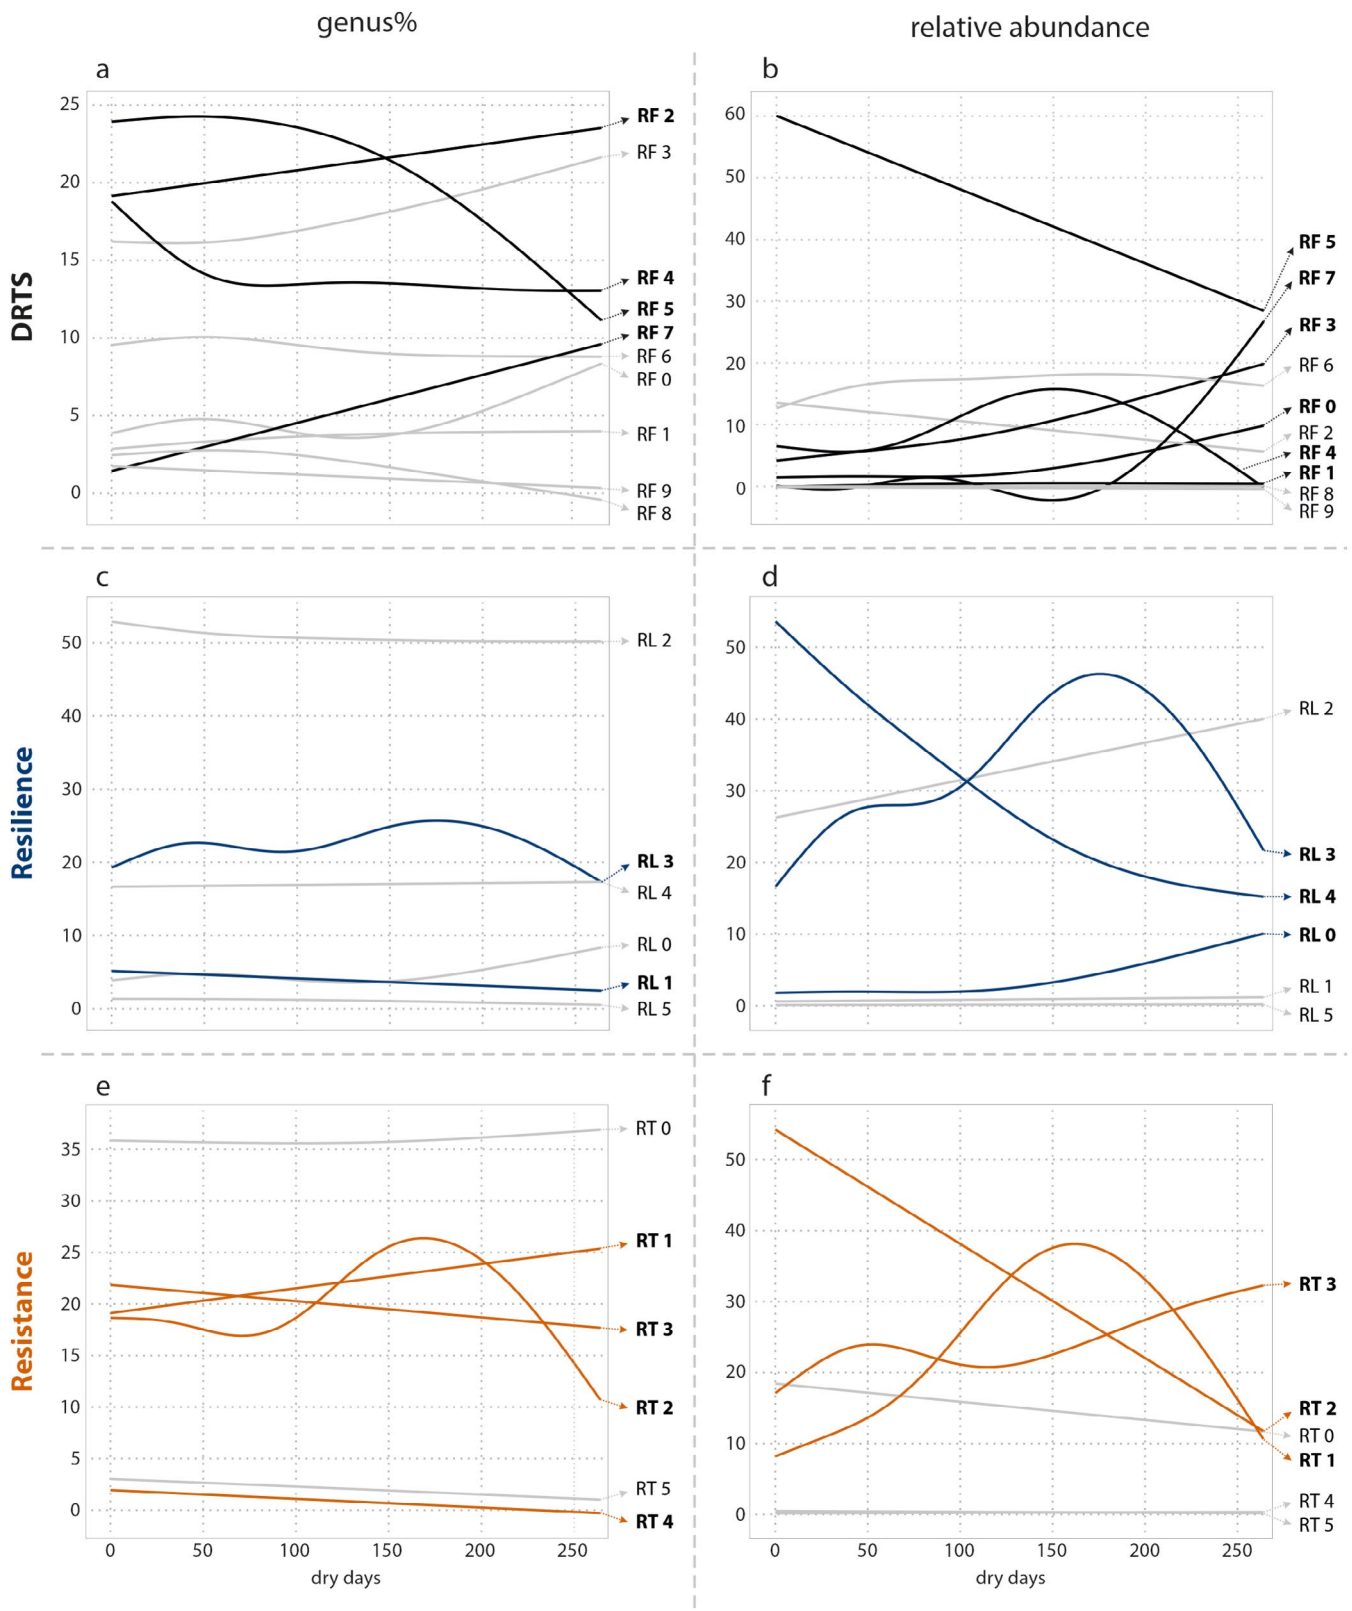 genus%
relative abundance
a
b
DRTS
25
20
15
10
5
0
RF 2
RF 3
RF 4
RF 5
RF 7
RF 6
RF 0
RF 1
RF 9
RF 8
60
50
40
30
20
10
0
RF 5
RF 7
RF 3
RF 6
RF 0
RF 2
RF 4
RF 1
RF 8
RF 9
c
d
Resilience
50
40
30
20
10
0
RL 2
RL 3
RL 4
RL 0
RL 1
RL 5
50
40
30
20
10
0
RL 2
RL 3
RL 4
RL 0
RL 1
RL 5
e
f
Resistance
35
30
25
20
15
10
5
0
RT 0
RT 1
RT 3
RT 2
RT 5
RT 4
0 50 100 150 200 250
dry days
50
40
30
20
10
0
RT 3
RT 2
RT 0
RT 1
RT 4
RT 5
0 50 100 150 200 250
dry days